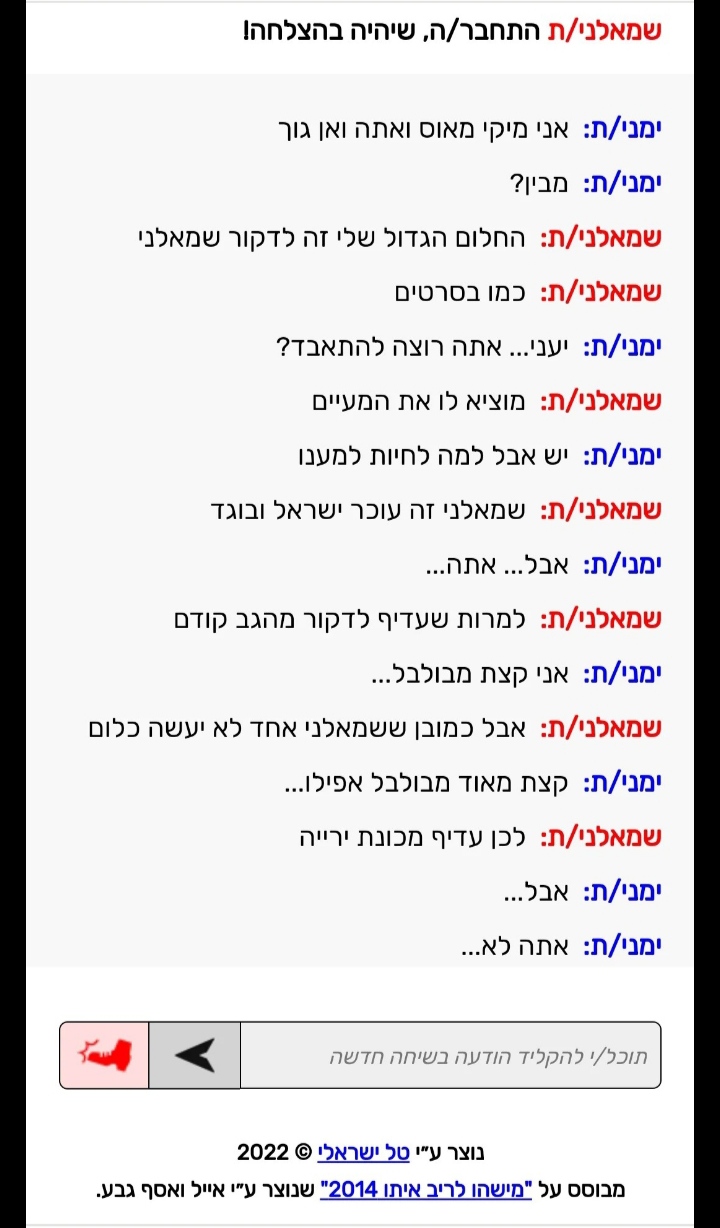 שמאלני/ת התחבר/ה, שיהיה בהצלחה!
ימני/ת: אני מיקי מאוס ואתה ואן גוך
ימני/ת: מבין?
שמאלני/ת: החלום הגדול שלי זה לדקור שמאלני
שמאלני/ת: כמו בסרטים
ימני/ת: יעני... אתה רוצה להתאבד?
שמאלני/ת: מוציא לו את המעיים
ימני/ת: יש אבל למה לחיות למענו
שמאלני/ת: שמאלני זה עוכר ישראל ובוגד
ימני/ת: אבל... אתה...
שמאלני/ת: למרות שעדיף לדקור מהגב קודם
ימני/ת: אני קצת מבולבל...
שמאלני/ת: אבל כמובן ששמאלני אחד לא יעשה כלום
ימני/ת: קצת מאוד מבולבל אפילו...
שמאלני/ת: לכן עדיף מכונת ירייה
ימני/ת: אבל...
ימני/ת: אתה לא...
תוכל/י להקליד הודעה בשיחה חדשה
נוצר ע״י טל ישראלי © 2022
מבוסס על "מישהו לריב איתו 2014" שנוצר ע״י אייל ואסף גבע.